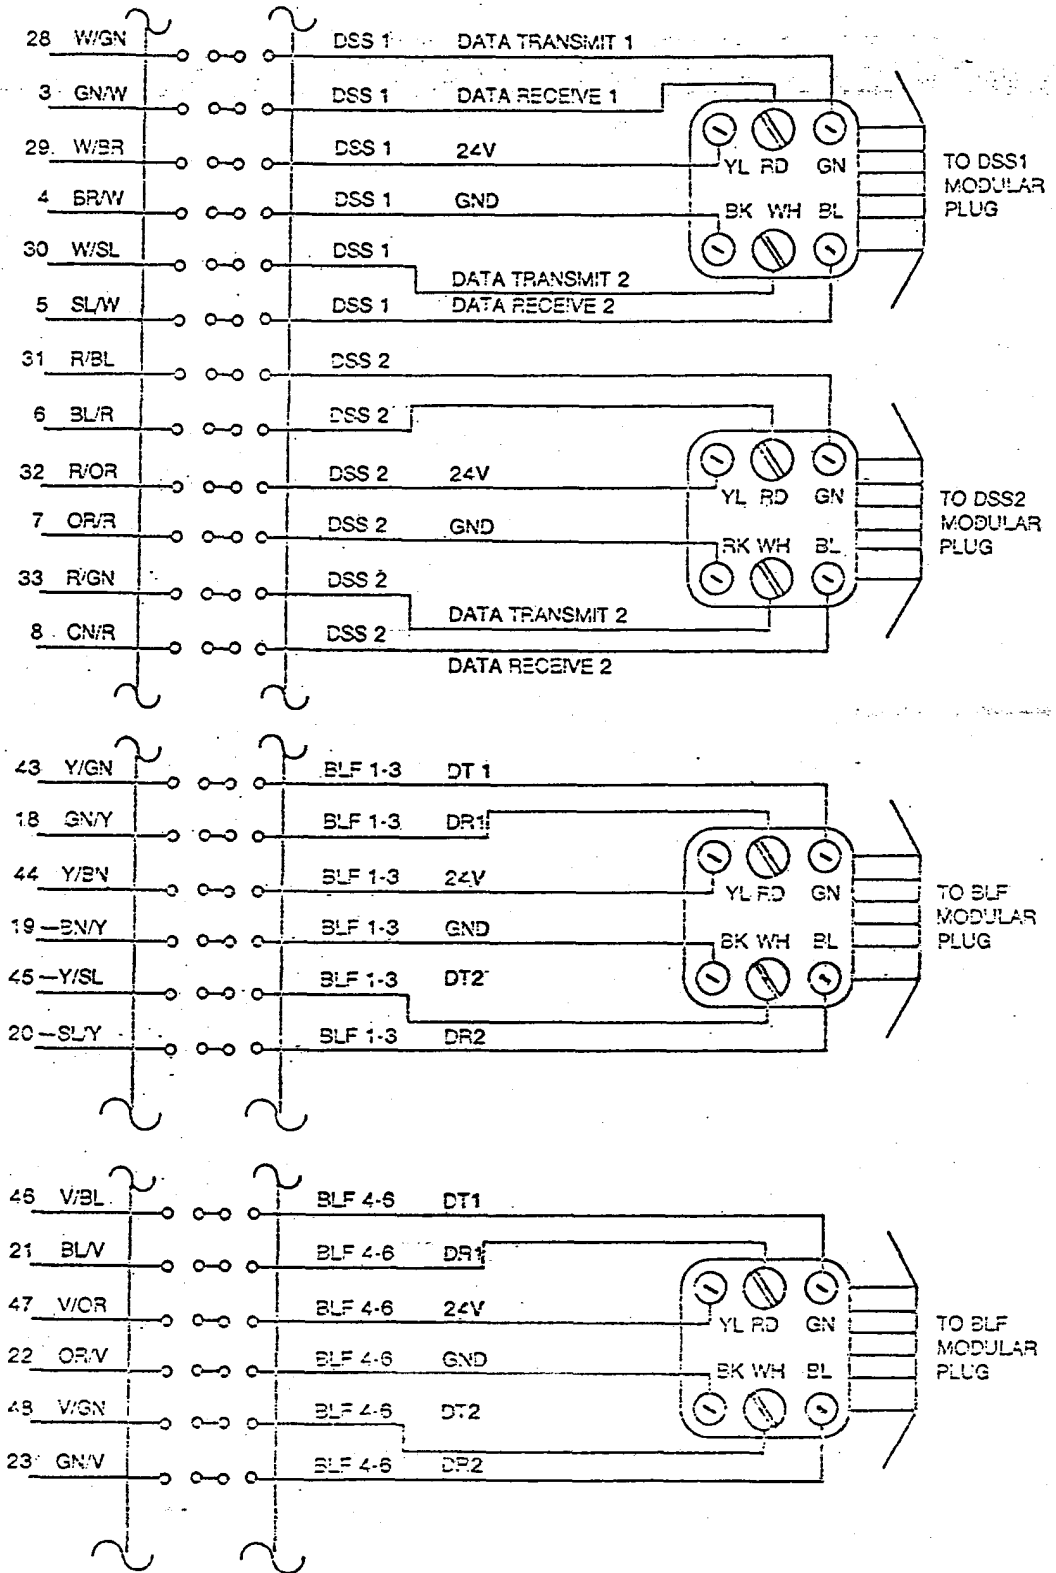 28 W/GN DSS 1 DATA TRANSMIT 1
3 GN/W DSS 1 DATA RECEIVE 1
29. W/BR DSS 1 24V
4 BR/W DSS 1 GND
30 W/SL DSS 1
DATA TRANSMIT 2
5 SL/W DSS 1 DATA RECEIVE 2
YL RD GN
BK WH BL
TO DSS1
MODULAR
PLUG
31 R/BL DSS 2
6 BL/R DSS 2
32 R/OR DSS 2 24V
7 OR/R DSS 2 GND
33 R/GN DSS 2
DATA TRANSMIT 2
8 CN/R DSS 2
DATA RECEIVE 2
YL RD GN
RK WH BL
TO DSS2
MODULAR
PLUG
43 Y/GN BLF 1-3 DT 1
18 GN/Y BLF 1-3 DR1
44 Y/BN BLF 1-3 24V
19 BN/Y BLF 1-3 GND
45 Y/SL BLF 1-3 DT2
20 SL/Y BLF 1-3 DR2
YL RD GN
BK WH BL
TO BLF
MODULAR
PLUG
46 V/BL BLF 4-6 DT1
21 BL/V BLF 4-6 DR1
47 V/OR BLF 4-6 24V
22 OR/V BLF 4-6 GND
48 V/GN BLF 4-6 DT2
23 GN/V BLF 4-6 DR2
YL RD GN
BK WH BL
TO BLF
MODULAR
PLUG